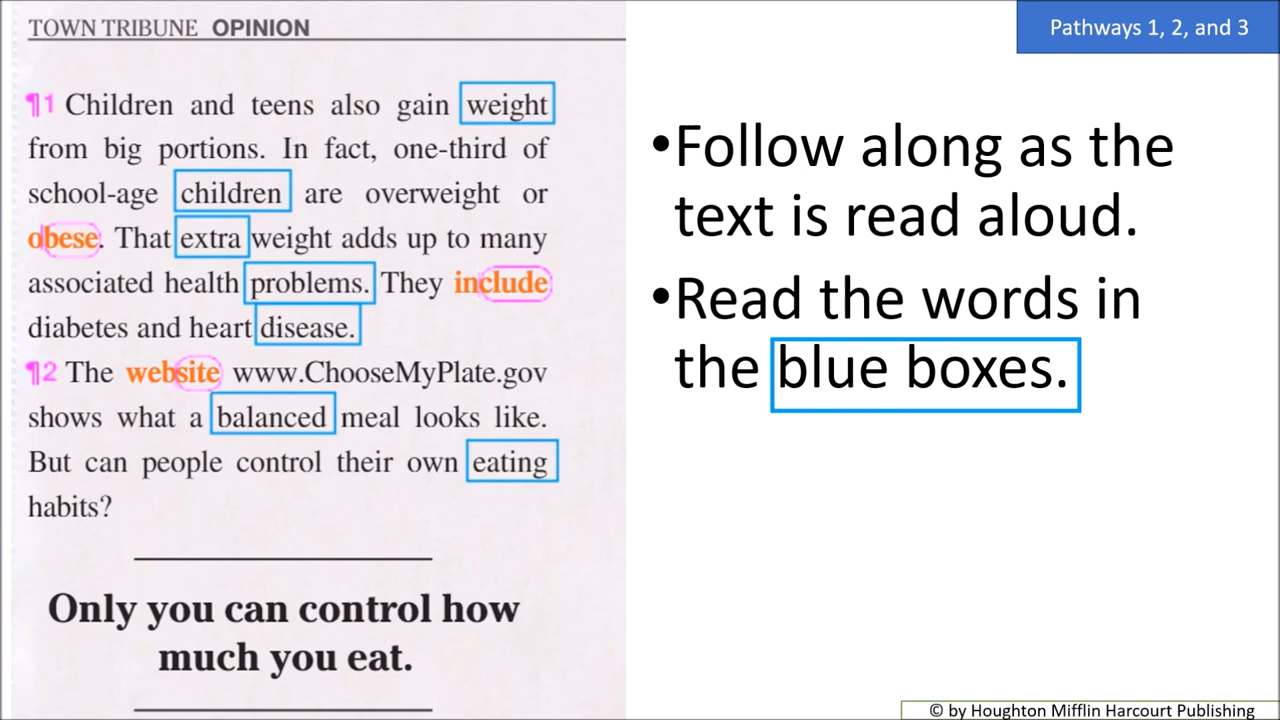 TOWN TRIBUNE OPINION
Pathways 1, 2, and 3
¶1 Children and teens also gain weight
from big portions. In fact, one-third of
school-age children are overweight or
obese. That extra weight adds up to many
associated health problems. They include
diabetes and heart disease.
¶2 The website www.ChooseMyPlate.gov
shows what a balanced meal looks like.
But can people control their own eating
habits?
Only you can control how
much you eat.
•Follow along as the
text is read aloud.
•Read the words in
the blue boxes.
© by Houghton Mifflin Harcourt Publishing